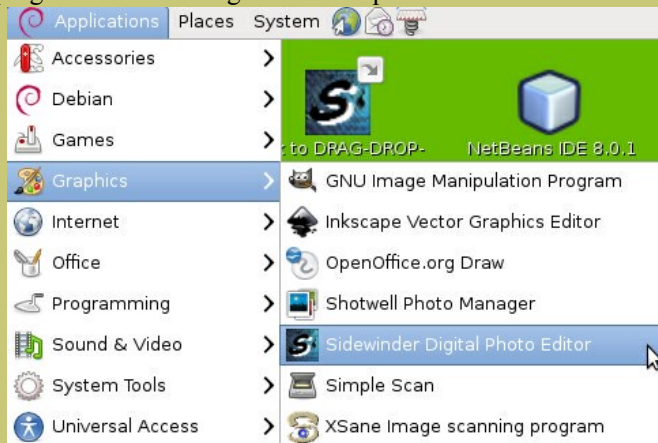 Applications Places System
Accessories
Debian
Games
to DRAG-DROP-
NetBeans IDE 8.0.1
Graphics
GNU Image Manipulation Program
Internet
Inkscape Vector Graphics Editor
Office
OpenOffice.org Draw
Programming
Shotwell Photo Manager
Sound & Video
Sidewinder Digital Photo Editor
System Tools
Simple Scan
Universal Access
XSane Image scanning program